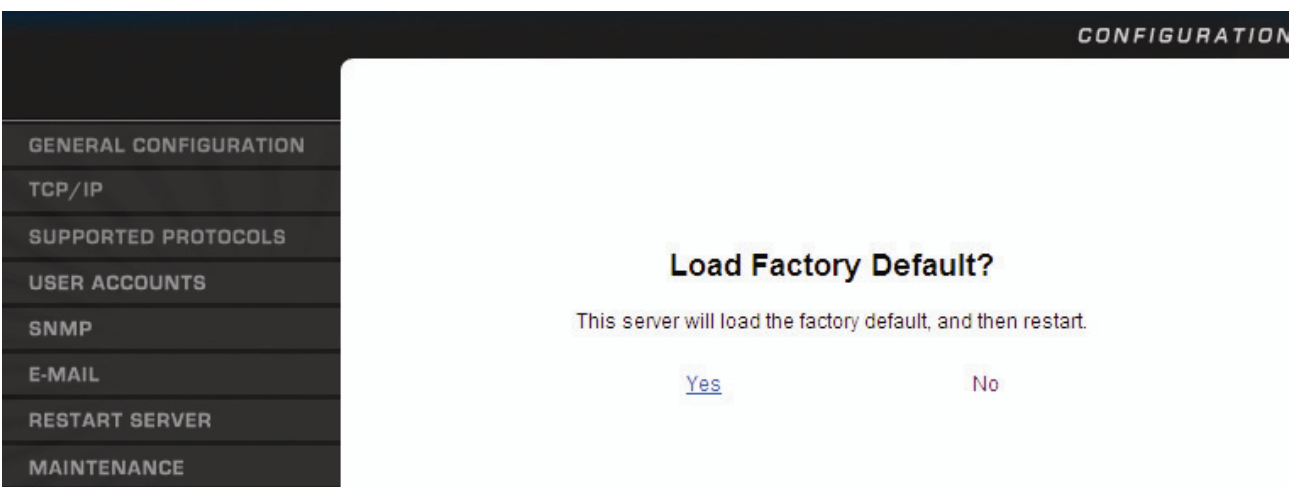 CONFIGURATION
GENERAL CONFIGURATION
TCP/IP
SUPPORTED PROTOCOLS
USER ACCOUNTS
SNMP
E-MAIL
RESTART SERVER
MAINTENANCE
Load Factory Default?
This server will load the factory default, and then restart.
Yes No